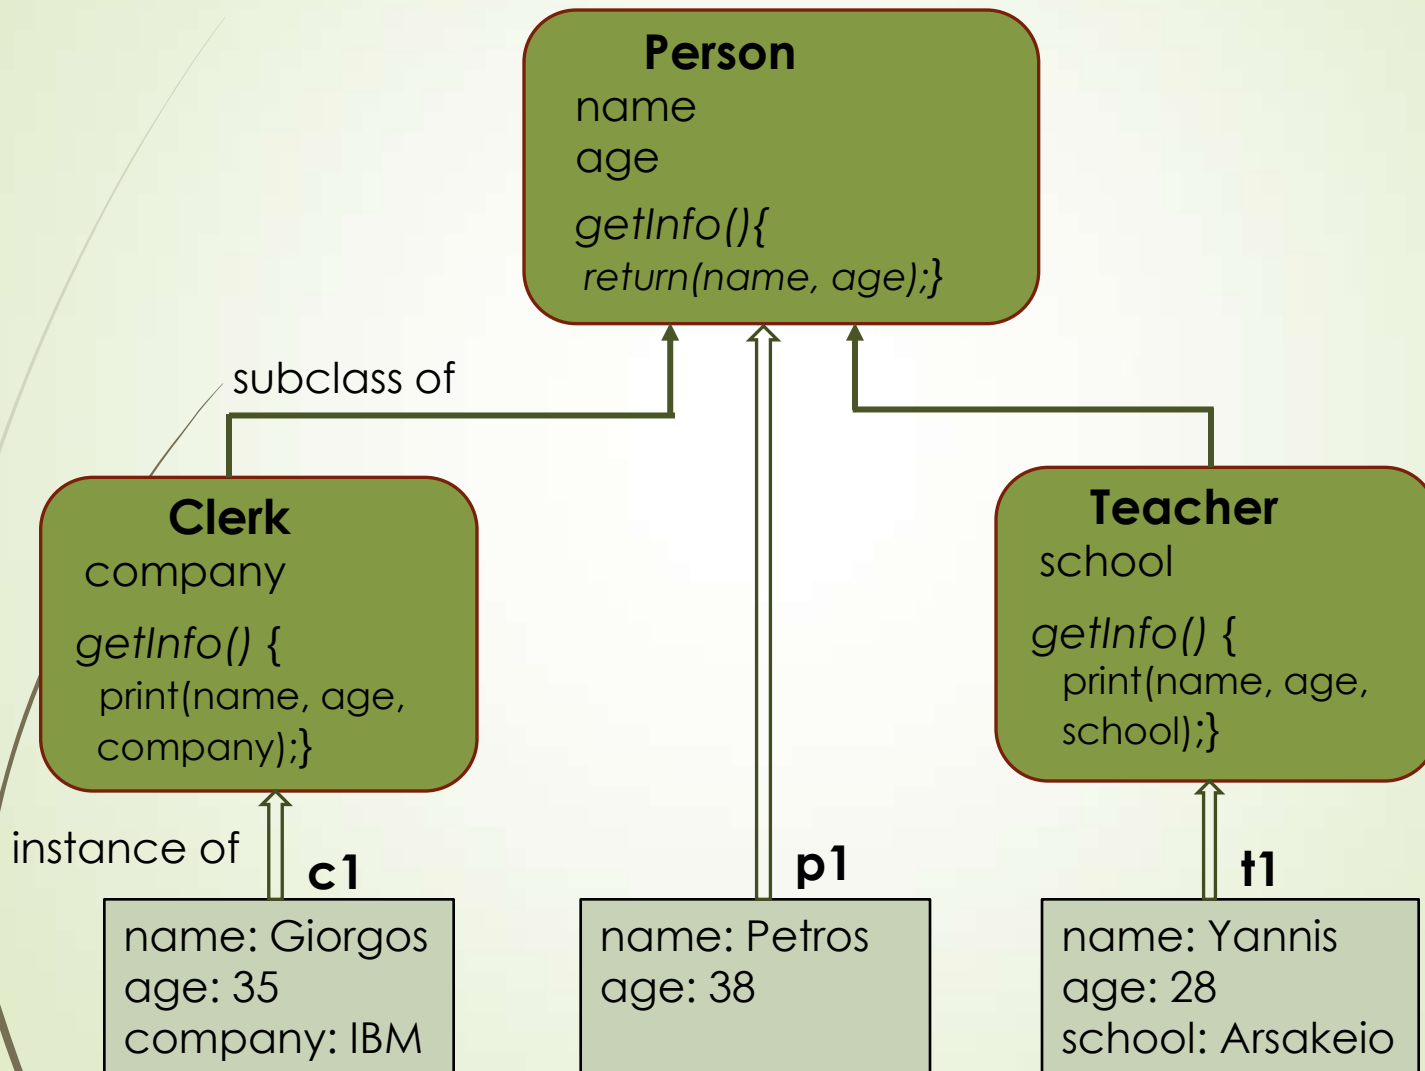 Person
name
age
getInfo(){
return(name, age);}
subclass of
Clerk
company
getInfo() {
print(name, age,
company);}
Teacher
school
getInfo() {
print(name, age,
school);}
instance of
c1
p1
t1
name: Giorgos
age: 35
company: IBM
name: Petros
age: 38
name: Yannis
age: 28
school: Arsakeio